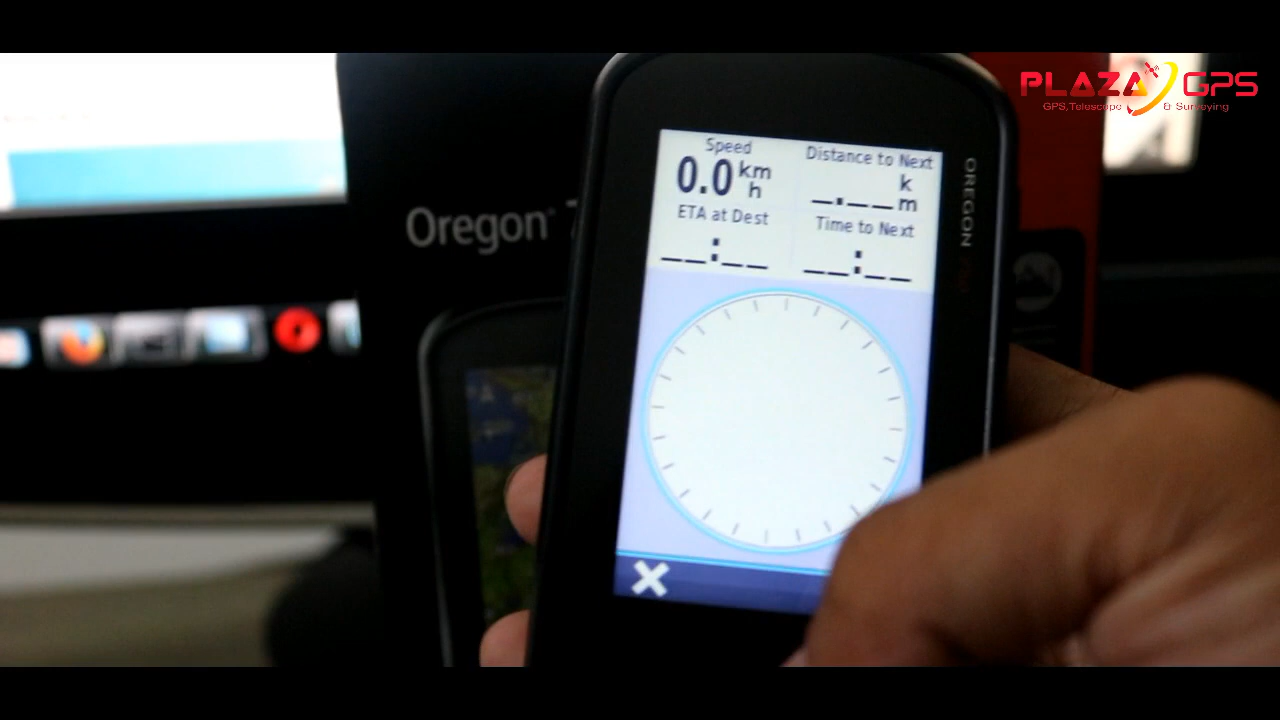 PLAZA GPS
GPS,Telescope & Surveying
Oregon
OREGON
Speed
0.0 km
h
Distance to Next
_._ _ k
m
ETA at Dest
_ _:_ _
Time to Next
_ _:_ _